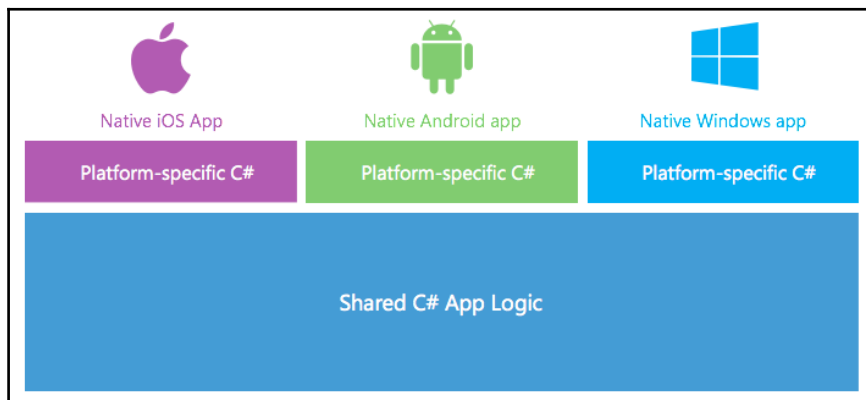 Native iOS App
Native Android app
Native Windows app
Platform-specific C#
Platform-specific C#
Platform-specific C#
Shared C# App Logic